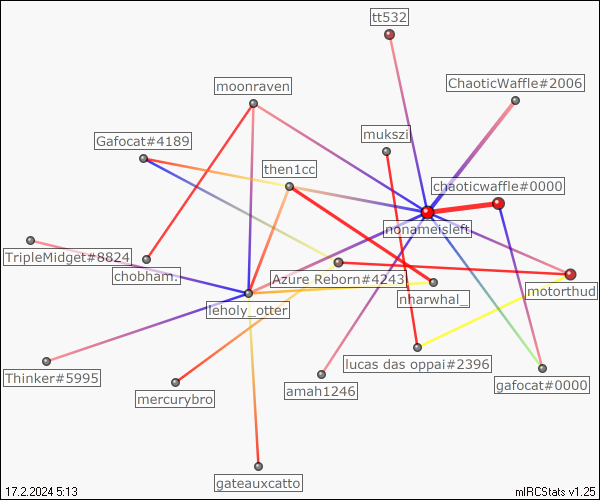 tt532
moonraven
ChaoticWaffle#2006
mukszi
Gafocat#4189
then1cc
chaoticwaffle#0000
nonameisleft
TripleMidget#8824
chobham.
Azure Reborn#4243
motorthud
nharwhal_
leholy_otter
lucas das oppai#2396
Thinker#5995
amah1246
gafocat#0000
mercurybro
gateauxcatto
17.2.2024 5:13
mIRCStats v1.25